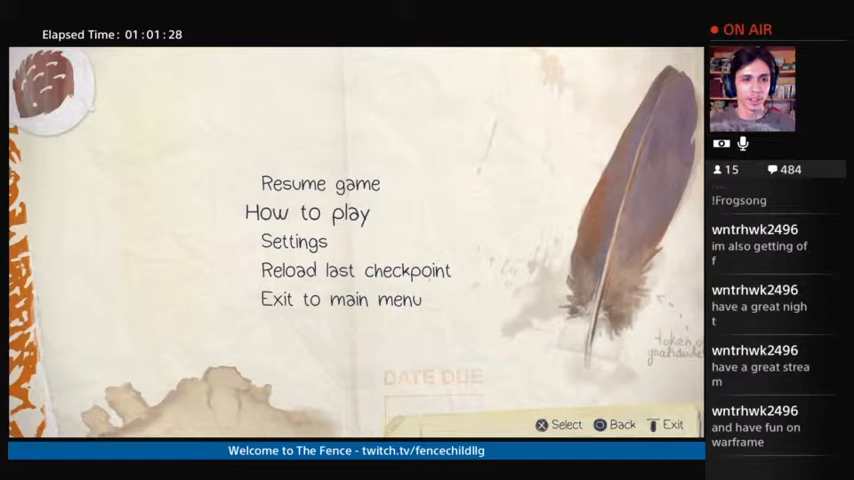 Elapsed Time: 01:01:28
ON AIR
Resume game
How to play
Settings
Reload last checkpoint
Exit to main menu
DATE DUE
Select Back Exit
Welcome to The Fence - twitch.tv/fencechildllg
15 484
!Frogsong
wntrhwk2496
im also getting of
f
wntrhwk2496
have a great nigh
t
wntrhwk2496
have a great strea
m
wntrhwk2496
and have fun on
warframe